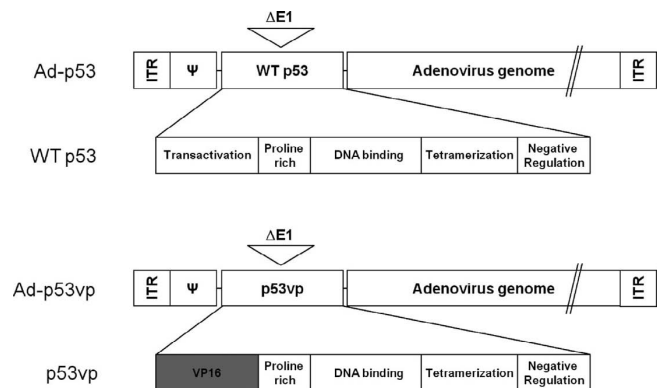 ΔE1
Ad-p53 ITR Ψ WT p53 Adenovirus genome ITR
WT p53 Transactivation Proline rich DNA binding Tetramerization Negative Regulation
ΔE1
Ad-p53vp ITR Ψ p53vp Adenovirus genome ITR
p53vp VP16 Proline rich DNA binding Tetramerization Negative Regulation